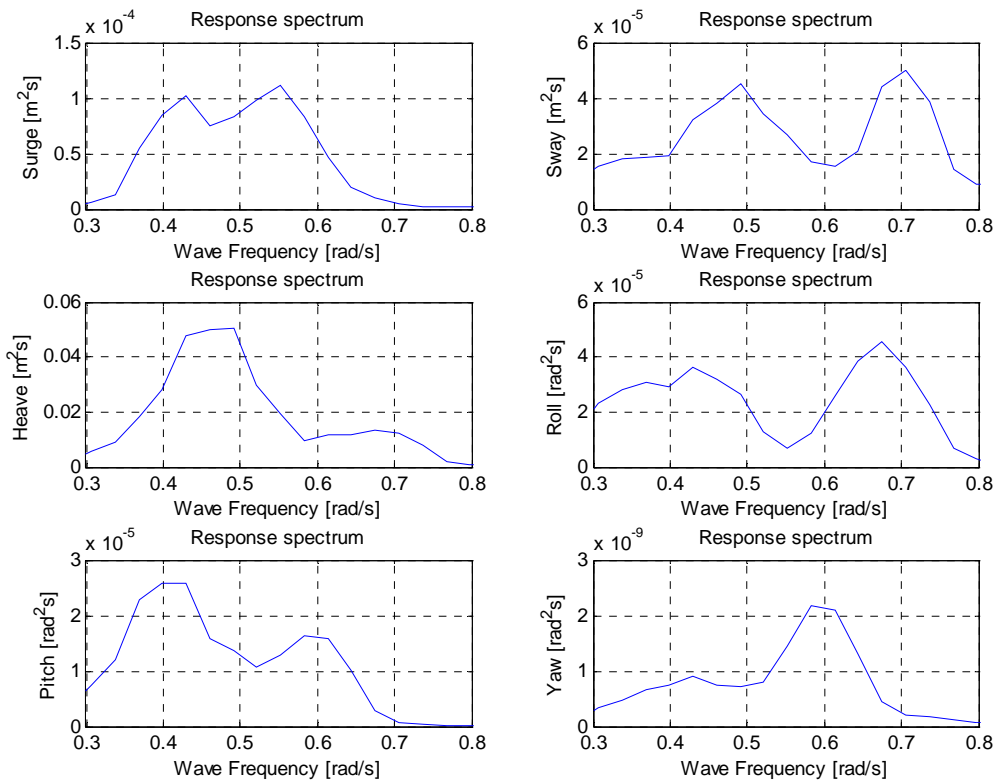 x 10^-4
Response spectrum
1.5
1
0.5
0
Surge [m^2s]
0.3 0.4 0.5 0.6 0.7 0.8
Wave Frequency [rad/s]
x 10^-5
Response spectrum
6
4
2
0
Sway [m^2s]
0.3 0.4 0.5 0.6 0.7 0.8
Wave Frequency [rad/s]
Response spectrum
0.06
0.04
0.02
0
Heave [m^2s]
0.3 0.4 0.5 0.6 0.7 0.8
Wave Frequency [rad/s]
x 10^-5
Response spectrum
6
4
2
0
Roll [rad^2s]
0.3 0.4 0.5 0.6 0.7 0.8
Wave Frequency [rad/s]
x 10^-5
Response spectrum
3
2
1
0
Pitch [rad^2s]
0.3 0.4 0.5 0.6 0.7 0.8
Wave Frequency [rad/s]
x 10^-9
Response spectrum
3
2
1
0
Yaw [rad^2s]
0.3 0.4 0.5 0.6 0.7 0.8
Wave Frequency [rad/s]